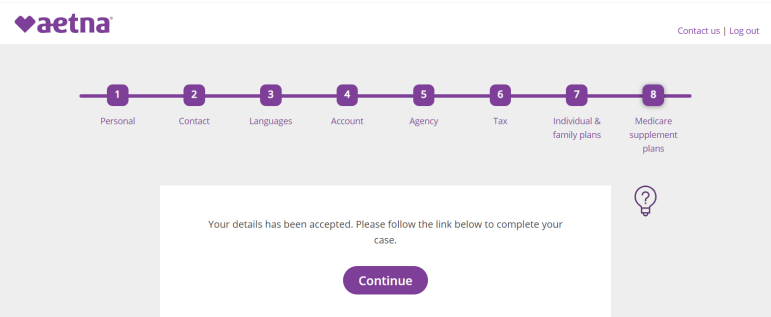 aetna
Contact us | Log out
1 2 3 4 5 6 7 8
Personal Contact Languages Account Agency Tax Individual & Medicare
family plans supplement
plans
?
Your details has been accepted. Please follow the link below to complete your
case.
Continue